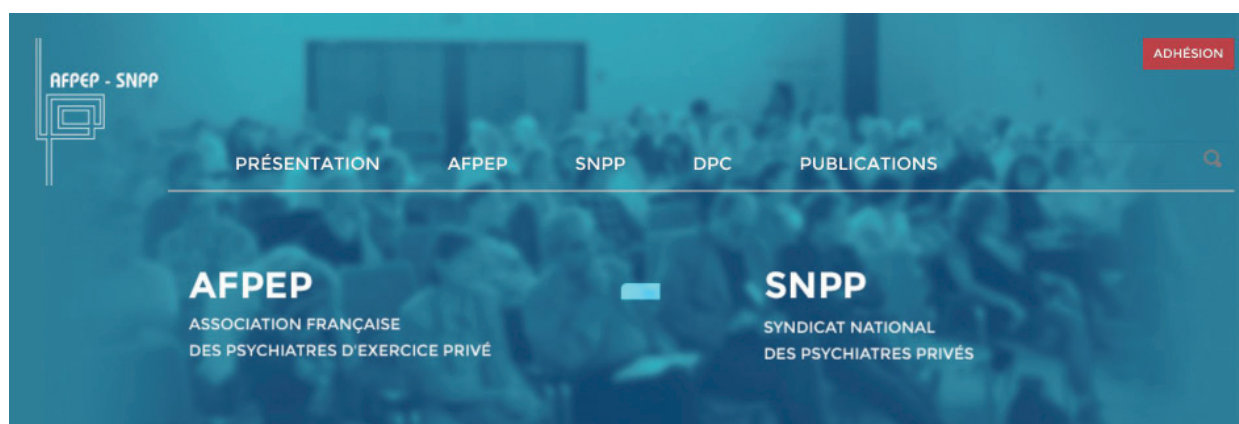 ADHÉSION
AFPEP - SNPP
PRÉSENTATION AFPEP SNPP DPC PUBLICATIONS
AFPEP - SNPP
ASSOCIATION FRANÇAISE SYNDICAT NATIONAL
DES PSYCHIATRES D'EXERCICE PRIVÉ DES PSYCHIATRES PRIVÉS